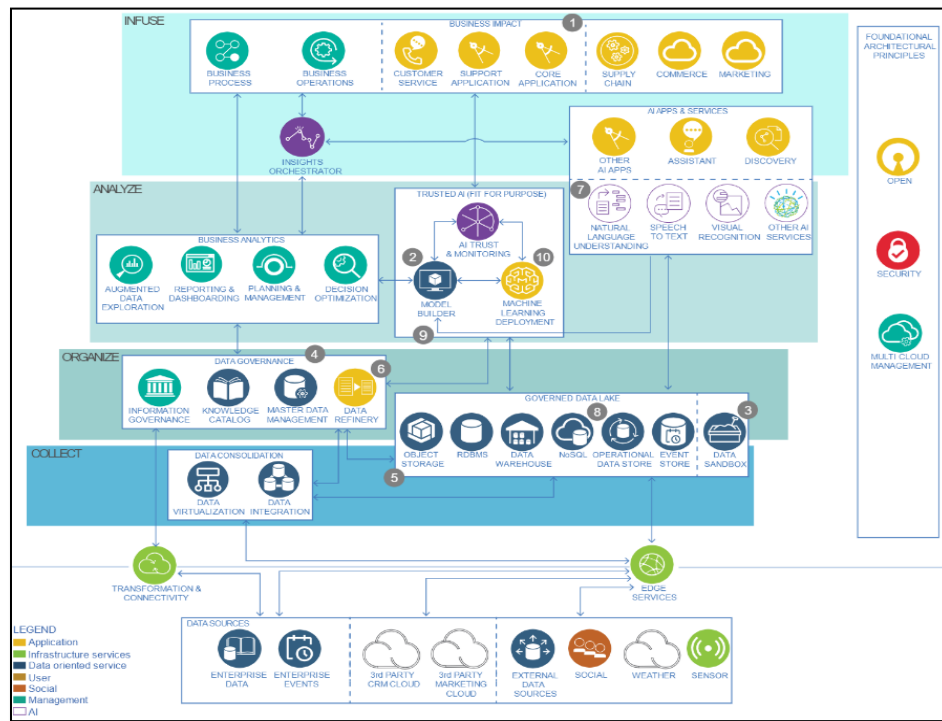 INFUSE
BUSINESS IMPACT
1
BUSINESS
PROCESS
BUSINESS
OPERATIONS
CUSTOMER
SERVICE
SUPPORT
APPLICATION
CORE
APPLICATION
SUPPLY
CHAIN
COMMERCE
MARKETING
FOUNDATIONAL
ARCHITECTURAL
PRINCIPLES
OPEN
SECURITY
MULTI CLOUD
MANAGEMENT
INSIGHTS
ORCHESTRATOR
AI APPS & SERVICES
OTHER
AI APPS
ASSISTANT
DISCOVERY
7
NATURAL
LANGUAGE
UNDERSTANDING
SPEECH
TO TEXT
VISUAL
RECOGNITION
OTHER AI
SERVICES
ANALYZE
TRUSTED AI (FIT FOR PURPOSE)
AI TRUST
& MONITORING
2
10
MODEL
BUILDER
MACHINE
LEARNING
DEPLOYMENT
9
BUSINESS ANALYTICS
AUGMENTED
DATA
EXPLORATION
REPORTING &
DASHBOARDING
PLANNING &
MANAGEMENT
DECISION
OPTIMIZATION
ORGANIZE
DATA GOVERNANCE
4
6
INFORMATION
GOVERNANCE
KNOWLEDGE
CATALOG
MASTER DATA
MANAGEMENT
DATA
REFINERY
GOVERNED DATA LAKE
8
3
OBJECT
STORAGE
RDBMS
DATA
WAREHOUSE
NoSQL
OPERATIONAL
DATA STORE
EVENT
STORE
DATA
SANDBOX
5
COLLECT
DATA CONSOLIDATION
DATA
VIRTUALIZATION
DATA
INTEGRATION
TRANSFORMATION &
CONNECTIVITY
EDGE
SERVICES
DATA SOURCES
ENTERPRISE
DATA
ENTERPRISE
EVENTS
3rd PARTY
CRM CLOUD
3rd PARTY
MARKETING
CLOUD
EXTERNAL
DATA
SOURCES
SOCIAL
WEATHER
SENSOR
LEGEND
Application
Infrastructure services
Data oriented service
User
Social
Management
AI